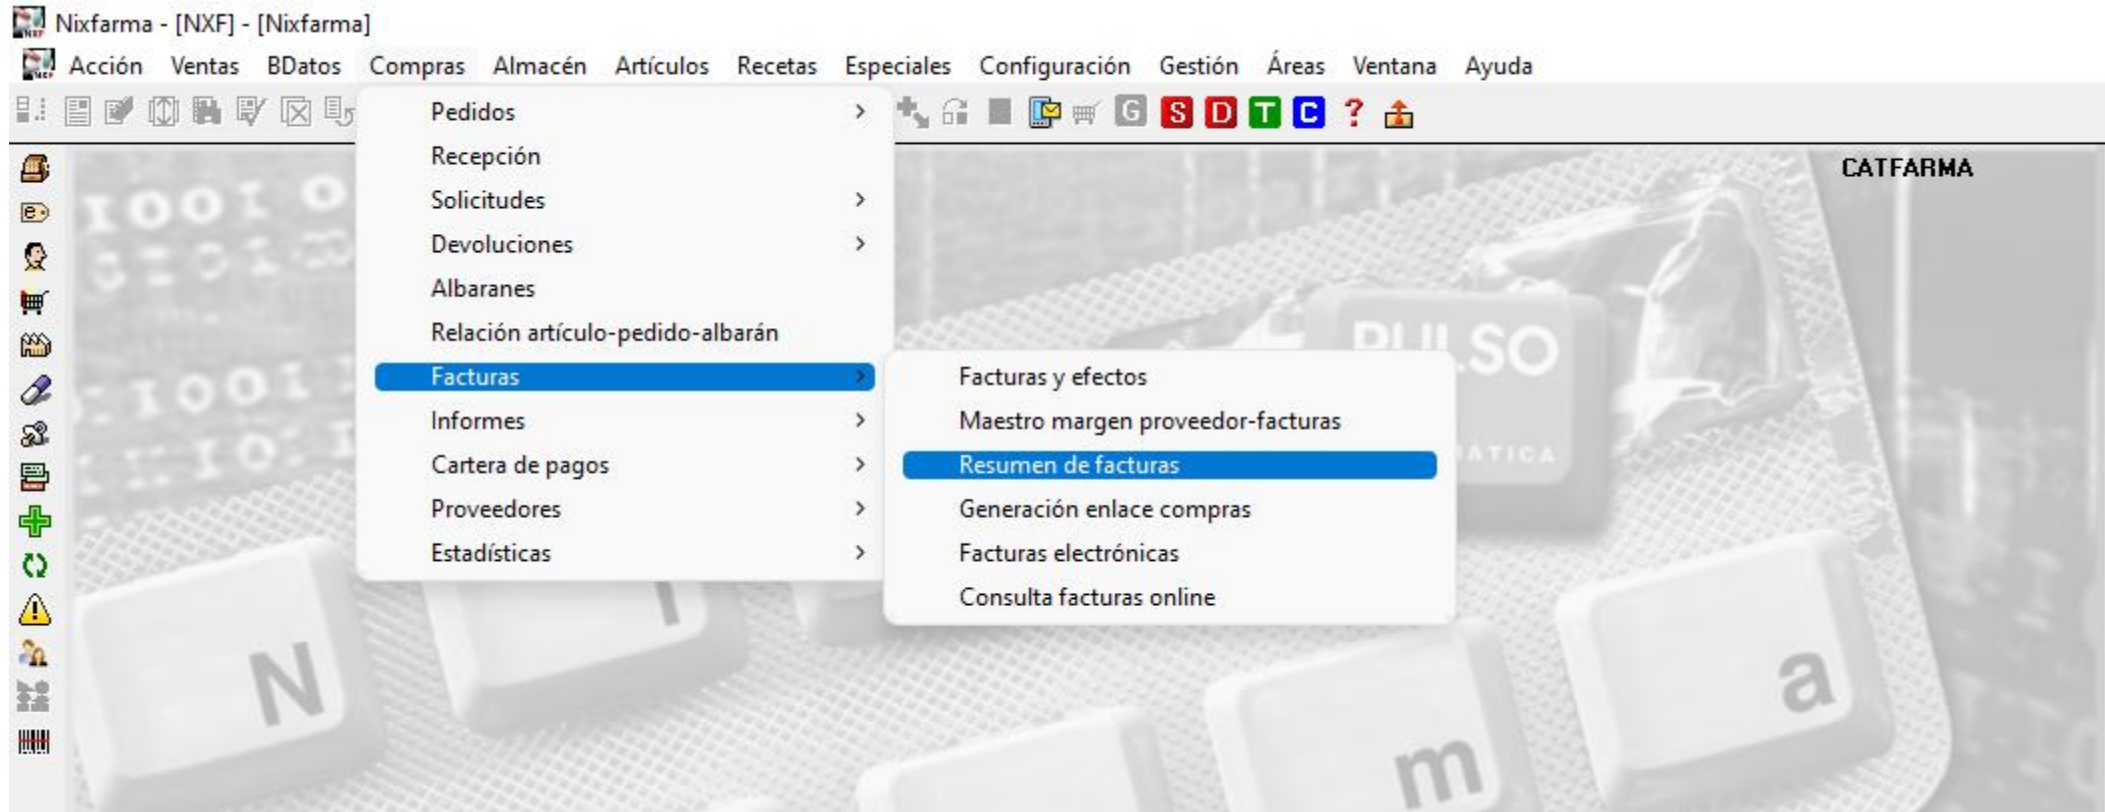 Nixfarma - [NXF] - [Nixfarma]
Acción Ventas BDatos Compras Almacén Artículos Recetas Especiales Configuración Gestión Áreas Ventana Ayuda
G S D T C ?
CATFARMA
Pedidos
Recepción
Solicitudes
Devoluciones
Albaranes
Relación artículo-pedido-albarán
Facturas
Informes
Cartera de pagos
Proveedores
Estadísticas
Facturas y efectos
Maestro margen proveedor-facturas
Resumen de facturas
Generación enlace compras
Facturas electrónicas
Consulta facturas online
PULSO
N
i
m
a